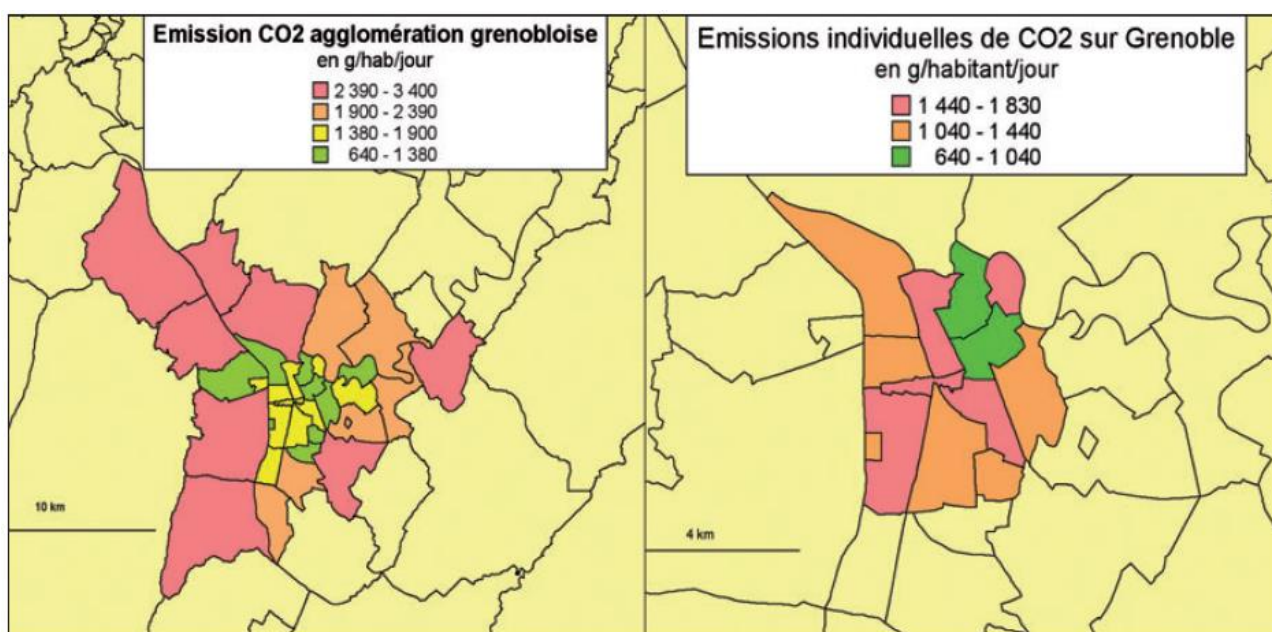 Emission CO2 agglomération grenobloise
en g/hab/jour
2 390 - 3 400
1 900 - 2 390
1 380 - 1 900
640 - 1 380
10 km
Emissions individuelles de CO2 sur Grenoble
en g/habitant/jour
1 440 - 1 830
1 040 - 1 440
640 - 1 040
4 km